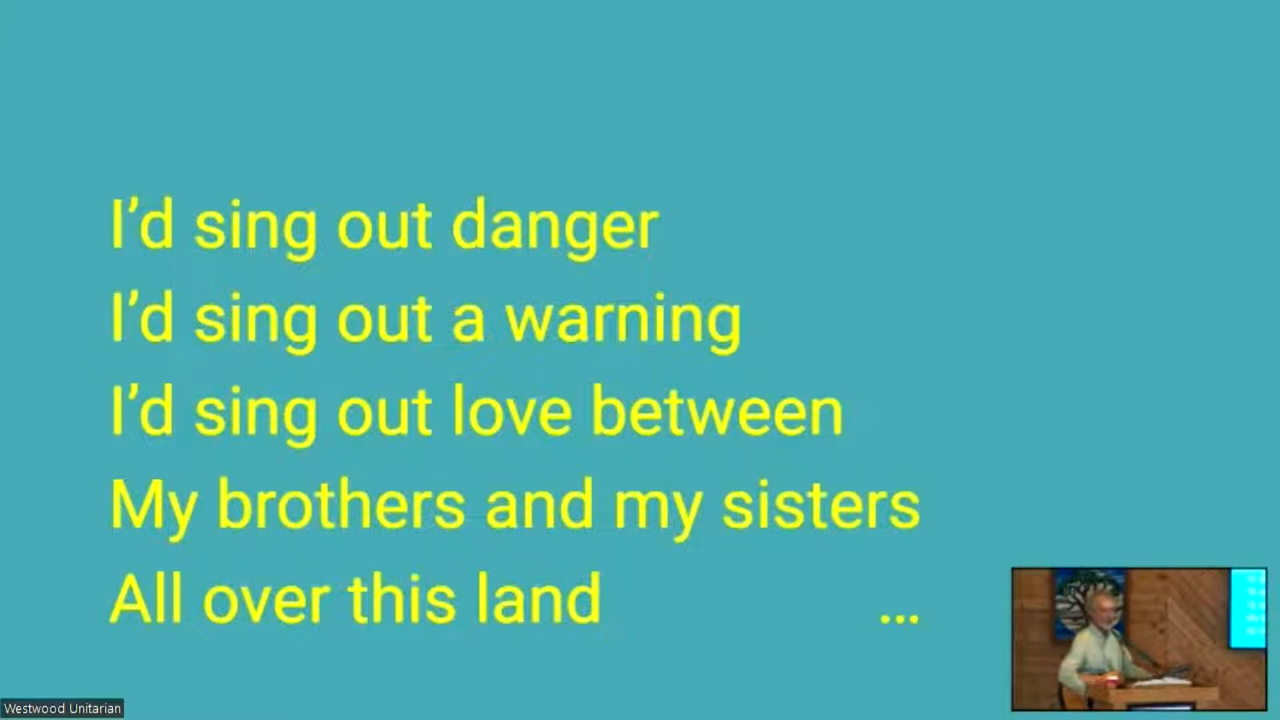 I’d sing out danger
I’d sing out a warning
I’d sing out love between
My brothers and my sisters
All over this land
...
Westwood Unitarian